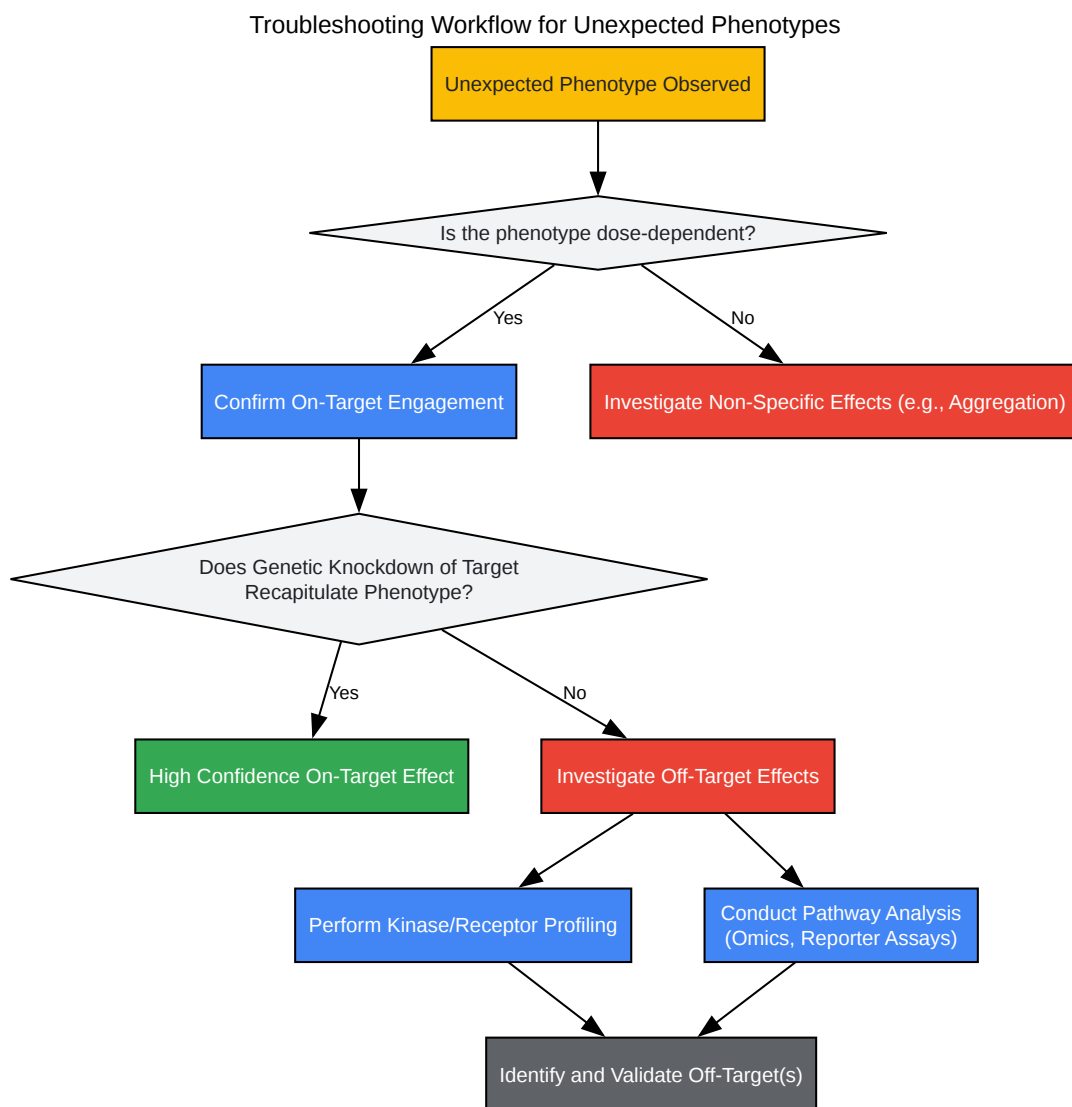 Troubleshooting Workflow for Unexpected Phenotypes
Unexpected Phenotype Observed
Is the phenotype dose-dependent?
Yes
No
Confirm On-Target Engagement
Investigate Non-Specific Effects (e.g., Aggregation)
Does Genetic Knockdown of Target
Recapitulate Phenotype?
Yes
No
High Confidence On-Target Effect
Investigate Off-Target Effects
Perform Kinase/Receptor Profiling
Conduct Pathway Analysis
(Omics, Reporter Assays)
Identify and Validate Off-Target(s)